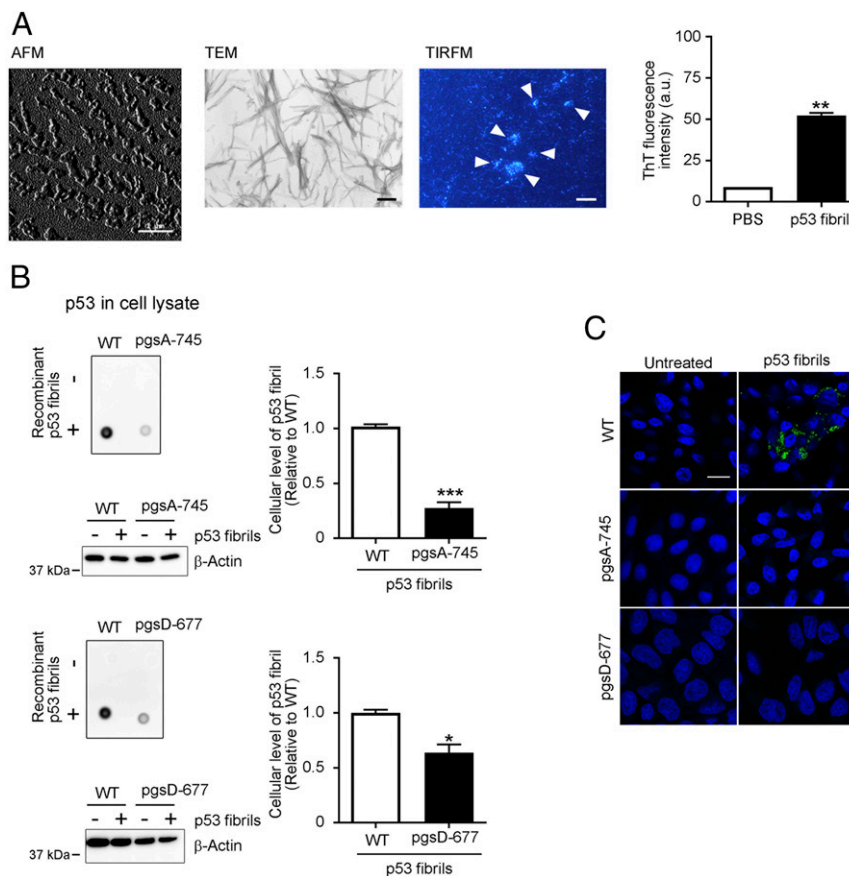 A
AFM
TEM
TIRFM
ThT fluorescence
intensity (a.u.)
100
75
50
25
0
**
PBS
p53 fibril
B
p53 in cell lysate
WT pgsA-745
Recombinant
p53 fibrils
-
+
WT pgsA-745
- + - + p53 fibrils
37 kDa
β-Actin
Cellular level of p53 fibril
(Relative to WT)
1.5
1.0
0.5
0
***
WT pgsA-745
p53 fibrils
WT pgsD-677
Recombinant
p53 fibrils
-
+
WT pgsD-677
- + - + p53 fibrils
37 kDa
β-Actin
Cellular level of p53 fibril
(Relative to WT)
1.5
1.0
0.5
0
*
WT pgsD-677
p53 fibrils
C
Untreated p53 fibrils
WT
pgsA-745
pgsD-677